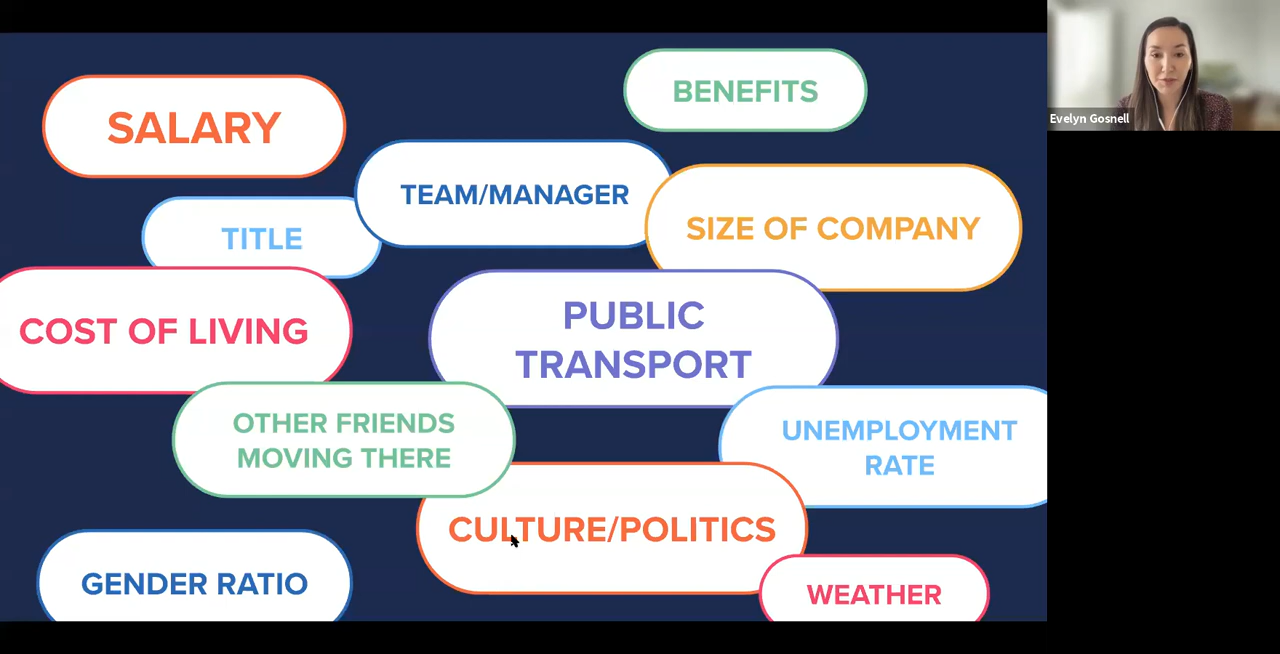 SALARY
BENEFITS
TEAM/MANAGER
SIZE OF COMPANY
TITLE
COST OF LIVING
PUBLIC
TRANSPORT
OTHER FRIENDS
MOVING THERE
UNEMPLOYMENT
RATE
CULTURE/POLITICS
GENDER RATIO
WEATHER
Evelyn Gosnell